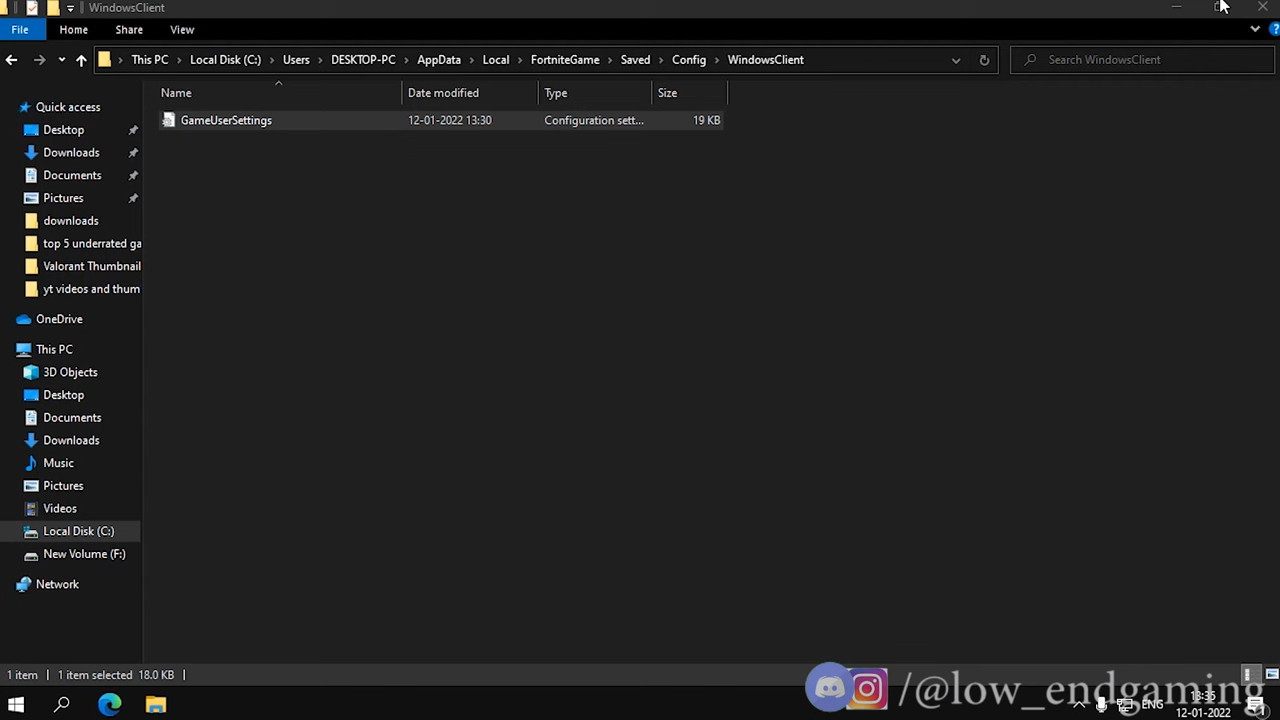 WindowsClient
File Home Share View
This PC Local Disk (C:) Users DESKTOP-PC AppData Local FortniteGame Saved Config WindowsClient Search WindowsClient
Name Date modified Type Size
GameUserSettings 12-01-2022 13:30 Configuration sett... 19 KB
Quick access
Desktop
Downloads
Documents
Pictures
downloads
top 5 underrated ga
Valorant Thumbnail
yt videos and thum
OneDrive
This PC
3D Objects
Desktop
Documents
Downloads
Music
Pictures
Videos
Local Disk (C:)
New Volume (F:)
Network
1 item 1 item selected 18.0 KB
/@low_endgaming
ENG 13:35
12-01-2022